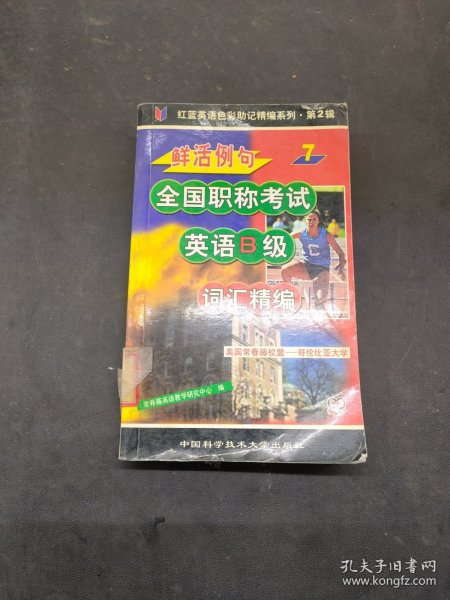 红蓝英语色彩助记精编系列·第2辑
鲜活例句
7
全国职称考试
英语B级
词汇精编
C
美国常春藤校盟——哥伦比亚大学
常春藤英语教学研究中心 编
中国科学技术大学出版社
孔夫子旧书网
www.kongfz.com